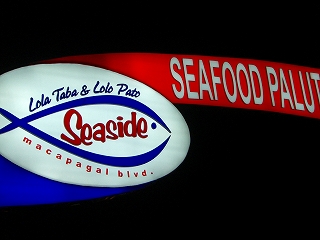 Lola Taba & Lolo Pato
Seaside
macapagal blvd.
SEAFOOD PALUT